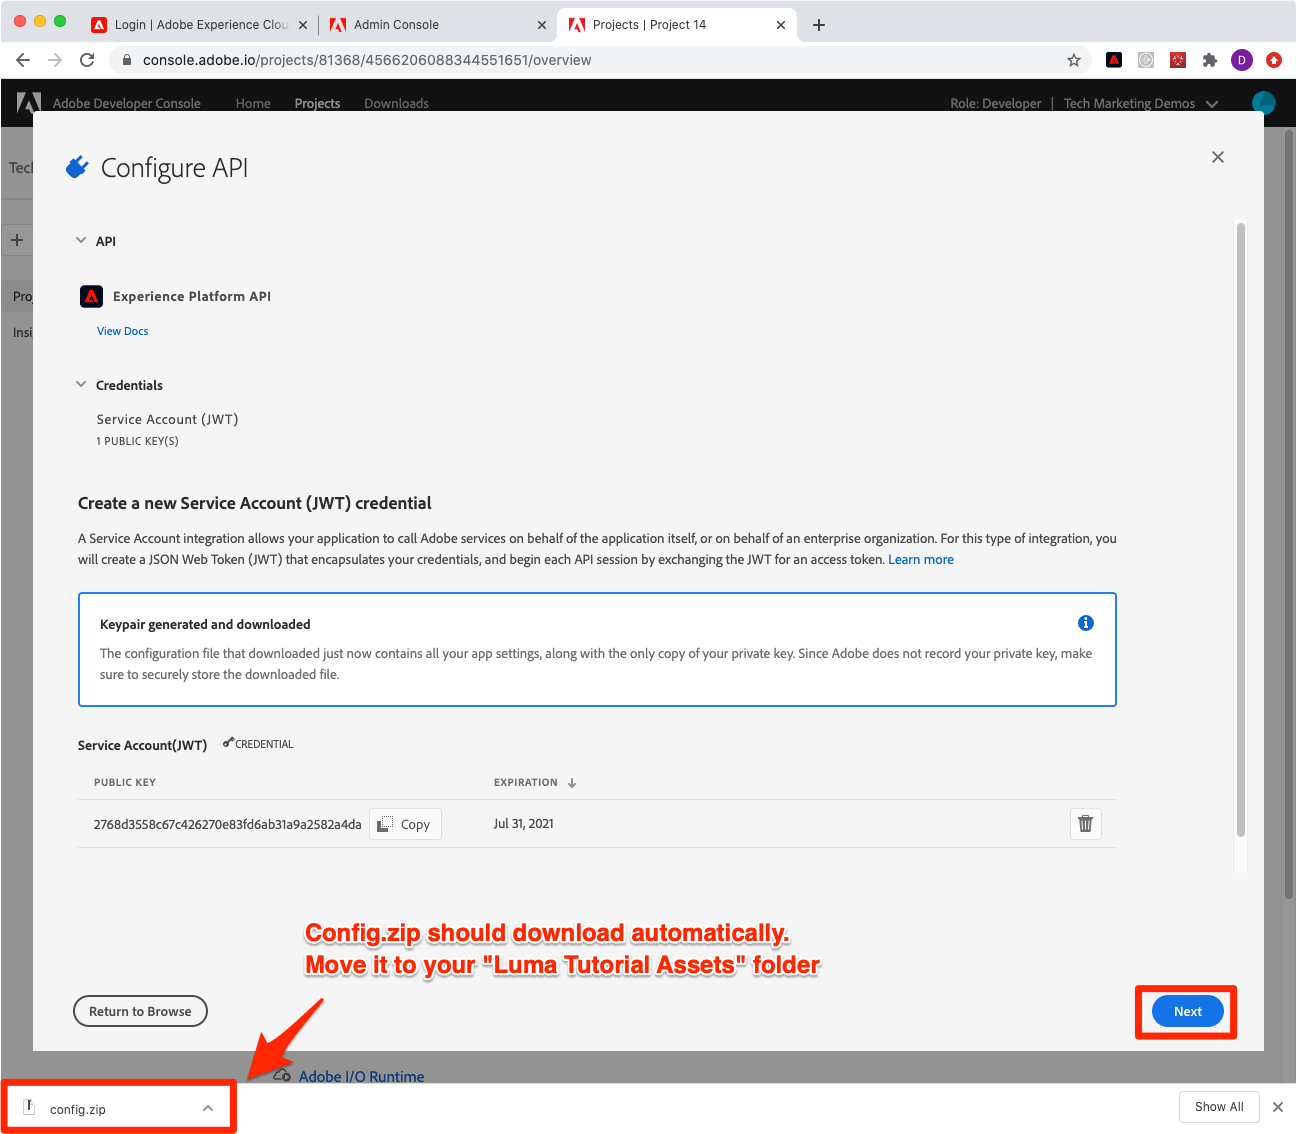 Login | Adobe Experience Clou
Admin Console
Projects | Project 14
console.adobe.io/projects/81368/4566206088344551651/overview
D
Adobe Developer Console
Home
Projects
Downloads
Role: Developer
Tech Marketing Demos
Tech
Configure API
API
Pro
Experience Platform API
Insi
View Docs
Credentials
Service Account (JWT)
1 PUBLIC KEY(S)
Create a new Service Account (JWT) credential
A Service Account integration allows your application to call Adobe services on behalf of the application itself, or on behalf of an enterprise organization. For this type of integration, you
will create a JSON Web Token (JWT) that encapsulates your credentials, and begin each API session by exchanging the JWT for an access token. Learn more
Keypair generated and downloaded
The configuration file that downloaded just now contains all your app settings, along with the only copy of your private key. Since Adobe does not record your private key, make
sure to securely store the downloaded file.
Service Account(JWT)
CREDENTIAL
PUBLIC KEY
EXPIRATION
2768d3558c67c426270e83fd6ab31a9a2582a4da
Copy
Jul 31, 2021
Config.zip should download automatically.
Move it to your "Luma Tutorial Assets" folder
Return to Browse
Next
Adobe I/O Runtime
config.zip
Show All